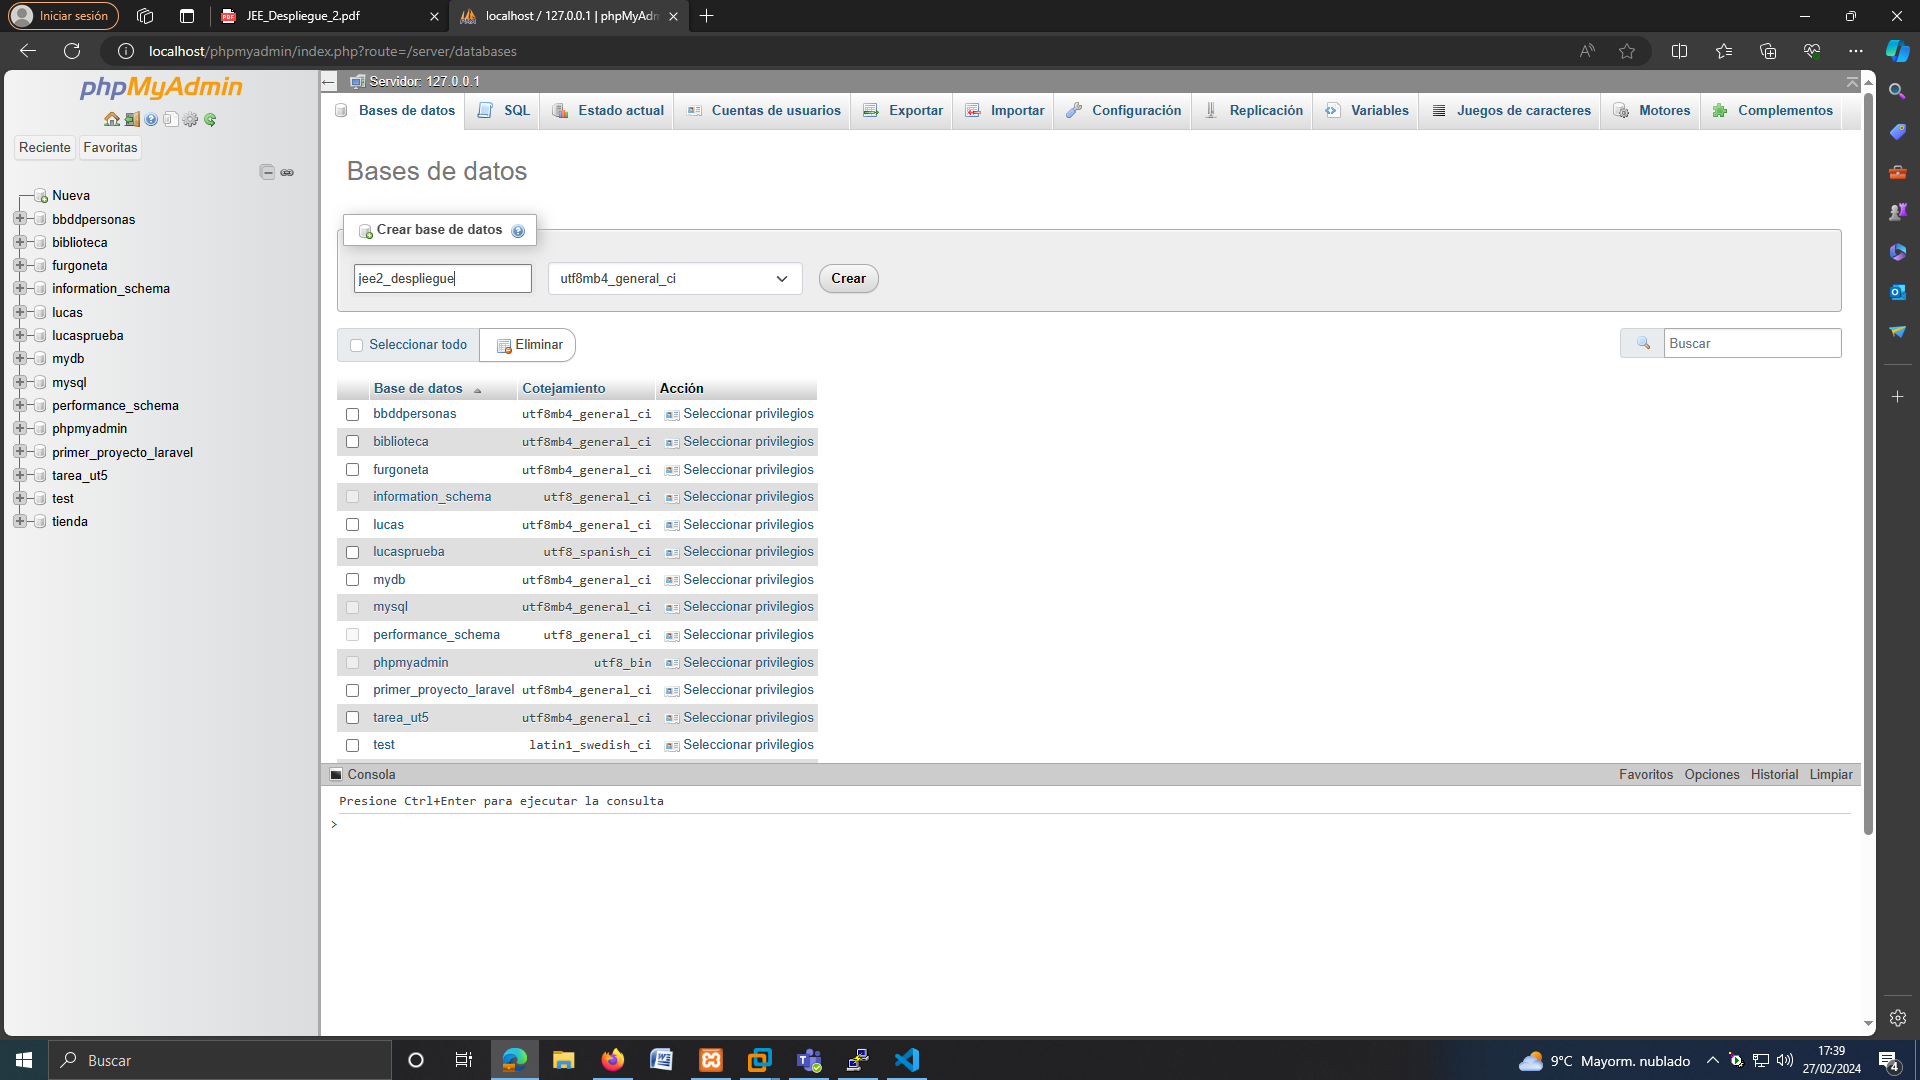 Iniciar sesión
JEE_Despliegue_2.pdf
localhost / 127.0.0.1 | phpMyAdm
localhost/phpmyadmin/index.php?route=/server/databases
phpMyAdmin
Reciente
Favoritas
Nueva
bbddpersonas
biblioteca
furgoneta
information_schema
lucas
lucasprueba
mydb
mysql
performance_schema
phpmyadmin
primer_proyecto_laravel
tarea_ut5
test
tienda
Servidor: 127.0.0.1
Bases de datos
SQL
Estado actual
Cuentas de usuarios
Exportar
Importar
Configuración
Replicación
Variables
Juegos de caracteres
Motores
Complementos
Bases de datos
Crear base de datos
jee2_despliegue
utf8mb4_general_ci
Crear
Seleccionar todo
Eliminar
Buscar
Base de datos Cotejamiento Acción
bbddpersonas utf8mb4_general_ci Seleccionar privilegios
biblioteca utf8mb4_general_ci Seleccionar privilegios
furgoneta utf8mb4_general_ci Seleccionar privilegios
information_schema utf8_general_ci Seleccionar privilegios
lucas utf8mb4_general_ci Seleccionar privilegios
lucasprueba utf8_spanish_ci Seleccionar privilegios
mydb utf8mb4_general_ci Seleccionar privilegios
mysql utf8mb4_general_ci Seleccionar privilegios
performance_schema utf8_general_ci Seleccionar privilegios
phpmyadmin utf8_bin Seleccionar privilegios
primer_proyecto_laravel utf8mb4_general_ci Seleccionar privilegios
tarea_ut5 utf8mb4_general_ci Seleccionar privilegios
test latin1_swedish_ci Seleccionar privilegios
Consola
Favoritos Opciones Historial Limpiar
Presione Ctrl+Enter para ejecutar la consulta
>
Buscar
9°C Mayorm. nublado
17:39
27/02/2024
4